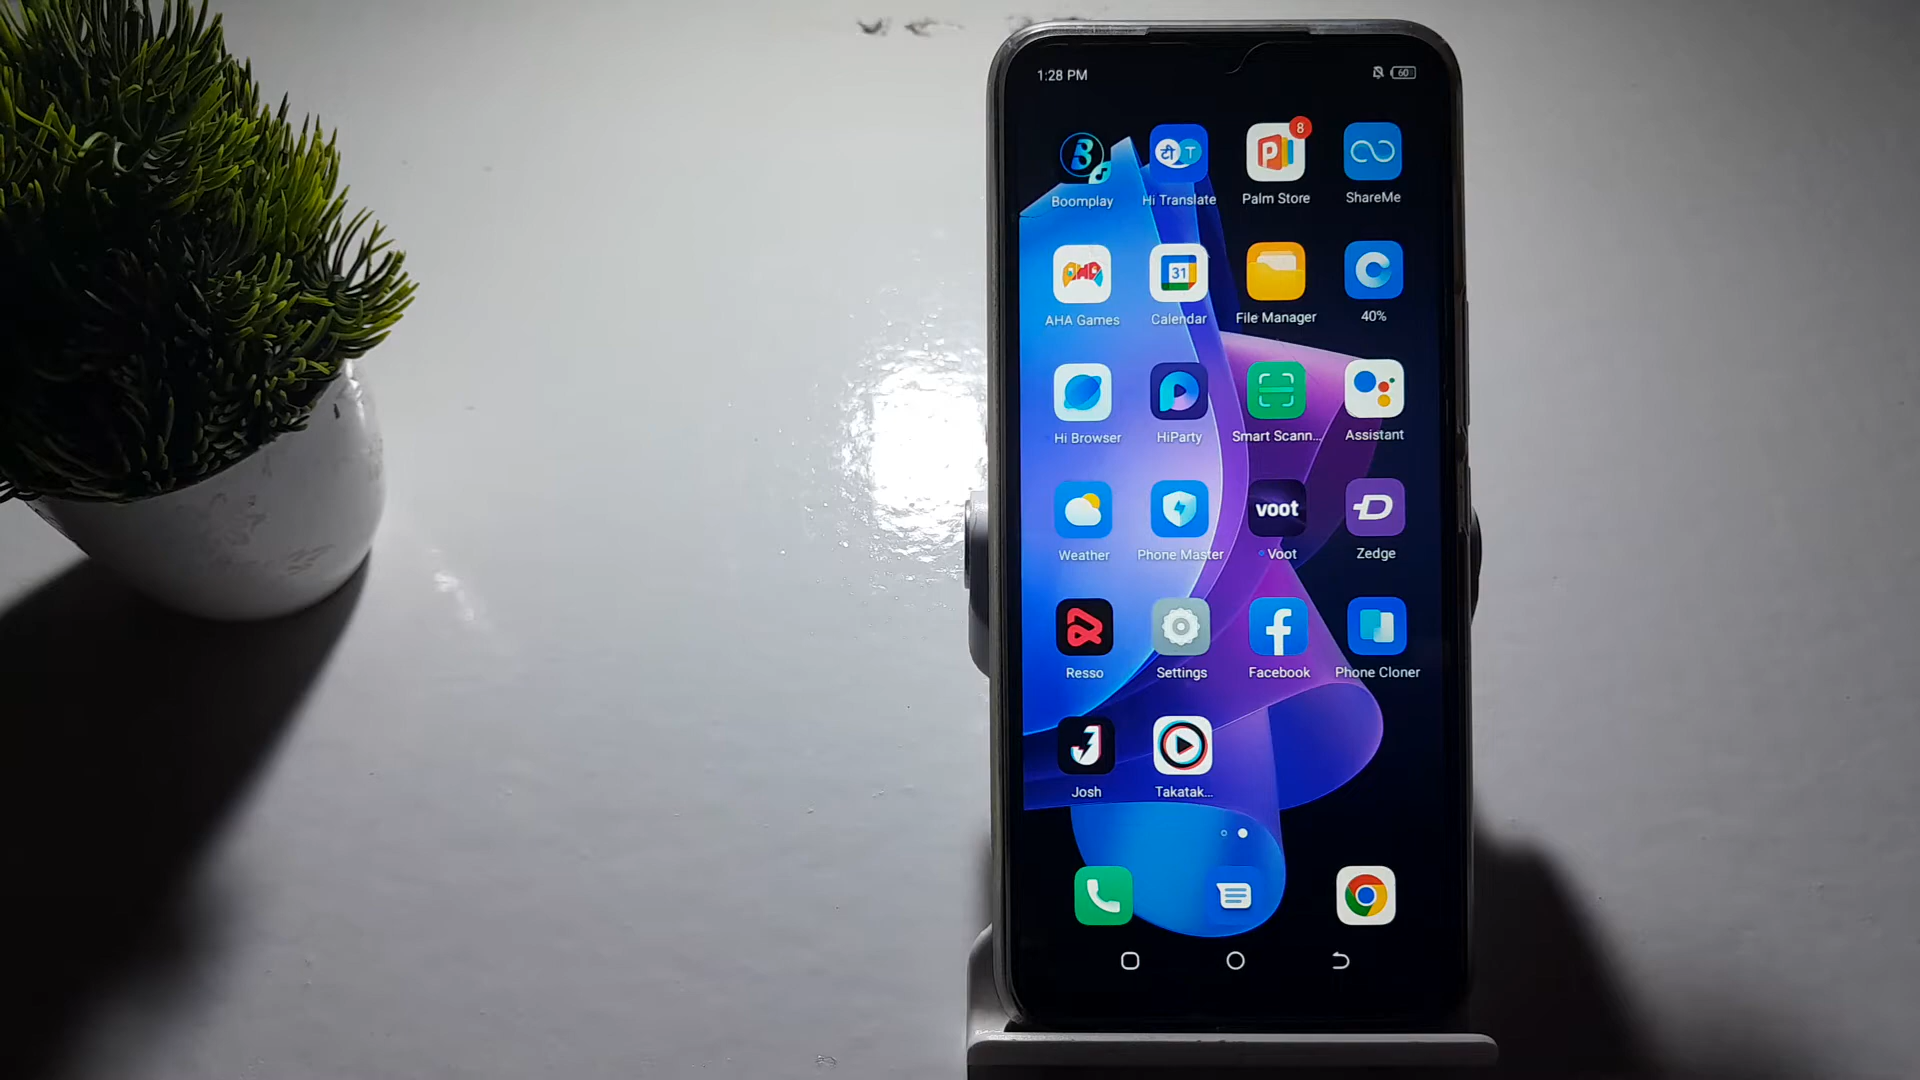 1:28 PM
60
8
टी T
Boomplay Hi Translate Palm Store ShareMe
AHA
31
AHA Games Calendar File Manager 40%
Hi Browser HiParty Smart Scann... Assistant
voot
Weather Phone Master Voot Zedge
Resso Settings Facebook Phone Cloner
Josh Takatak...